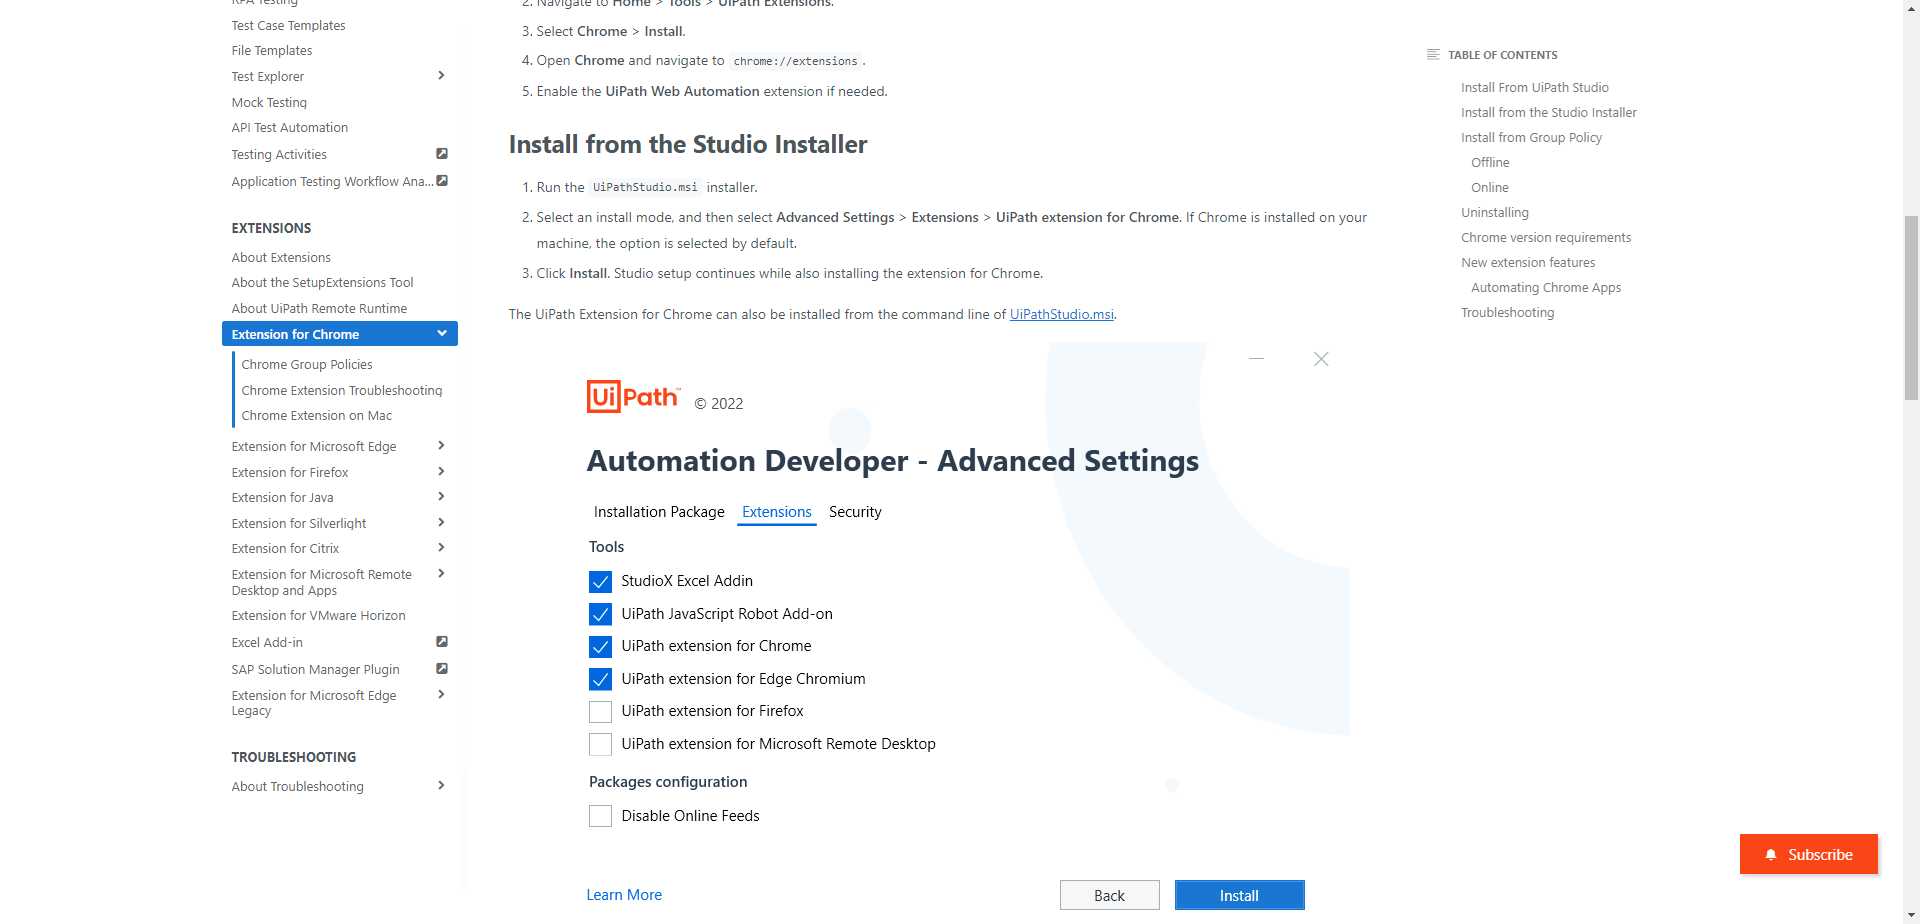 RPA Testing
Test Case Templates
File Templates
Test Explorer
Mock Testing
API Test Automation
Testing Activities
Application Testing Workflow Ana...
EXTENSIONS
About Extensions
About the SetupExtensions Tool
About UiPath Remote Runtime
Extension for Chrome
Chrome Group Policies
Chrome Extension Troubleshooting
Chrome Extension on Mac
Extension for Microsoft Edge
Extension for Firefox
Extension for Java
Extension for Silverlight
Extension for Citrix
Extension for Microsoft Remote
Desktop and Apps
Extension for VMware Horizon
Excel Add-in
SAP Solution Manager Plugin
Extension for Microsoft Edge
Legacy
TROUBLESHOOTING
About Troubleshooting
2. Navigate to Home > Tools > UiPath Extensions.
3. Select Chrome > Install.
4. Open Chrome and navigate to chrome://extensions .
5. Enable the UiPath Web Automation extension if needed.
Install from the Studio Installer
1. Run the UiPathStudio.msi installer.
2. Select an install mode, and then select Advanced Settings > Extensions > UiPath extension for Chrome. If Chrome is installed on your
machine, the option is selected by default.
3. Click Install. Studio setup continues while also installing the extension for Chrome.
The UiPath Extension for Chrome can also be installed from the command line of UiPathStudio.msi.
UiPath™ © 2022
Automation Developer - Advanced Settings
Installation Package Extensions Security
Tools
StudioX Excel Addin
UiPath JavaScript Robot Add-on
UiPath extension for Chrome
UiPath extension for Edge Chromium
UiPath extension for Firefox
UiPath extension for Microsoft Remote Desktop
Packages configuration
Disable Online Feeds
Learn More Back Install
TABLE OF CONTENTS
Install From UiPath Studio
Install from the Studio Installer
Install from Group Policy
Offline
Online
Uninstalling
Chrome version requirements
New extension features
Automating Chrome Apps
Troubleshooting
Subscribe